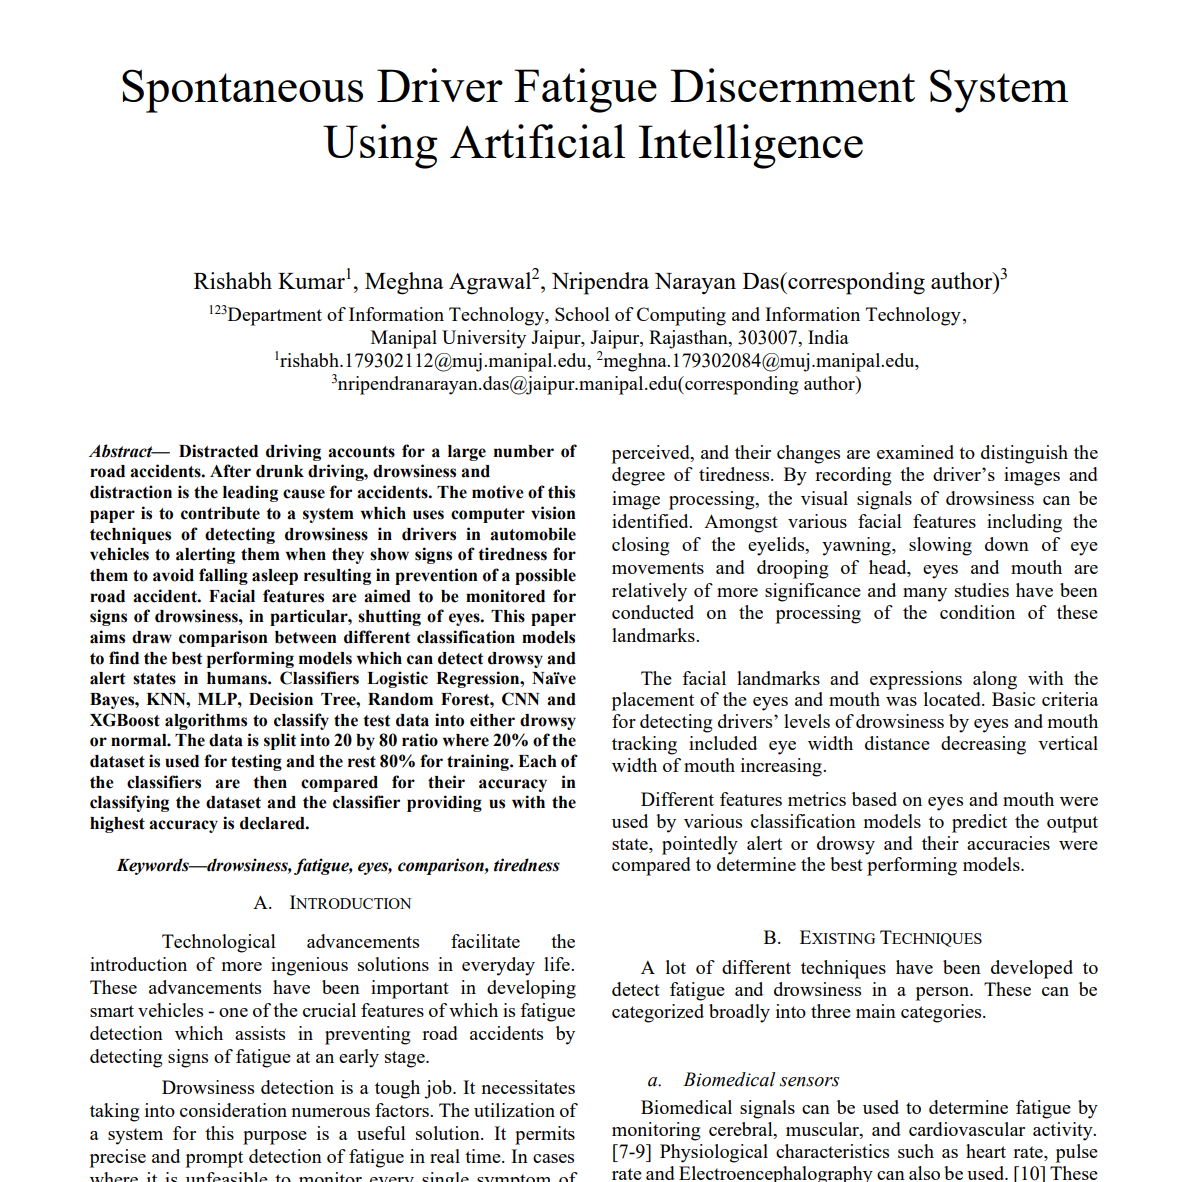 Spontaneous Driver Fatigue Discernment System
Using Artificial Intelligence
Rishabh Kumar1, Meghna Agrawal2, Nripendra Narayan Das(corresponding author)3
123Department of Information Technology, School of Computing and Information Technology,
Manipal University Jaipur, Jaipur, Rajasthan, 303007, India
1rishabh.179302112@muj.manipal.edu, 2meghna.179302084@muj.manipal.edu,
3nripendranarayan.das@jaipur.manipal.edu(corresponding author)
Abstract— Distracted driving accounts for a large number of
road accidents. After drunk driving, drowsiness and
distraction is the leading cause for accidents. The motive of this
paper is to contribute to a system which uses computer vision
techniques of detecting drowsiness in drivers in automobile
vehicles to alerting them when they show signs of tiredness for
them to avoid falling asleep resulting in prevention of a possible
road accident. Facial features are aimed to be monitored for
signs of drowsiness, in particular, shutting of eyes. This paper
aims draw comparison between different classification models
to find the best performing models which can detect drowsy and
alert states in humans. Classifiers Logistic Regression, Naïve
Bayes, KNN, MLP, Decision Tree, Random Forest, CNN and
XGBoost algorithms to classify the test data into either drowsy
or normal. The data is split into 20 by 80 ratio where 20% of the
dataset is used for testing and the rest 80% for training. Each of
the classifiers are then compared for their accuracy in
classifying the dataset and the classifier providing us with the
highest accuracy is declared.
Keywords—drowsiness, fatigue, eyes, comparison, tiredness
A. INTRODUCTION
Technological advancements facilitate the
introduction of more ingenious solutions in everyday life.
These advancements have been important in developing
smart vehicles - one of the crucial features of which is fatigue
detection which assists in preventing road accidents by
detecting signs of fatigue at an early stage.
Drowsiness detection is a tough job. It necessitates
taking into consideration numerous factors. The utilization of
a system for this purpose is a useful solution. It permits
precise and prompt detection of fatigue in real time. In cases
where it is unfeasible to monitor every single symptom of
perceived, and their changes are examined to distinguish the
degree of tiredness. By recording the driver's images and
image processing, the visual signals of drowsiness can be
identified. Amongst various facial features including the
closing of the eyelids, yawning, slowing down of eye
movements and drooping of head, eyes and mouth are
relatively of more significance and many studies have been
conducted on the processing of the condition of these
landmarks.
The facial landmarks and expressions along with the
placement of the eyes and mouth was located. Basic criteria
for detecting drivers' levels of drowsiness by eyes and mouth
tracking included eye width distance decreasing vertical
width of mouth increasing.
Different features metrics based on eyes and mouth were
used by various classification models to predict the output
state, pointedly alert or drowsy and their accuracies were
compared to determine the best performing models.
B. EXISTING TECHNIQUES
A lot of different techniques have been developed to
detect fatigue and drowsiness in a person. These can be
categorized broadly into three main categories.
a. Biomedical sensors
Biomedical signals can be used to determine fatigue by
monitoring cerebral, muscular, and cardiovascular activity.
[7-9] Physiological characteristics such as heart rate, pulse
rate and Electroencephalography can also be used. [10] These